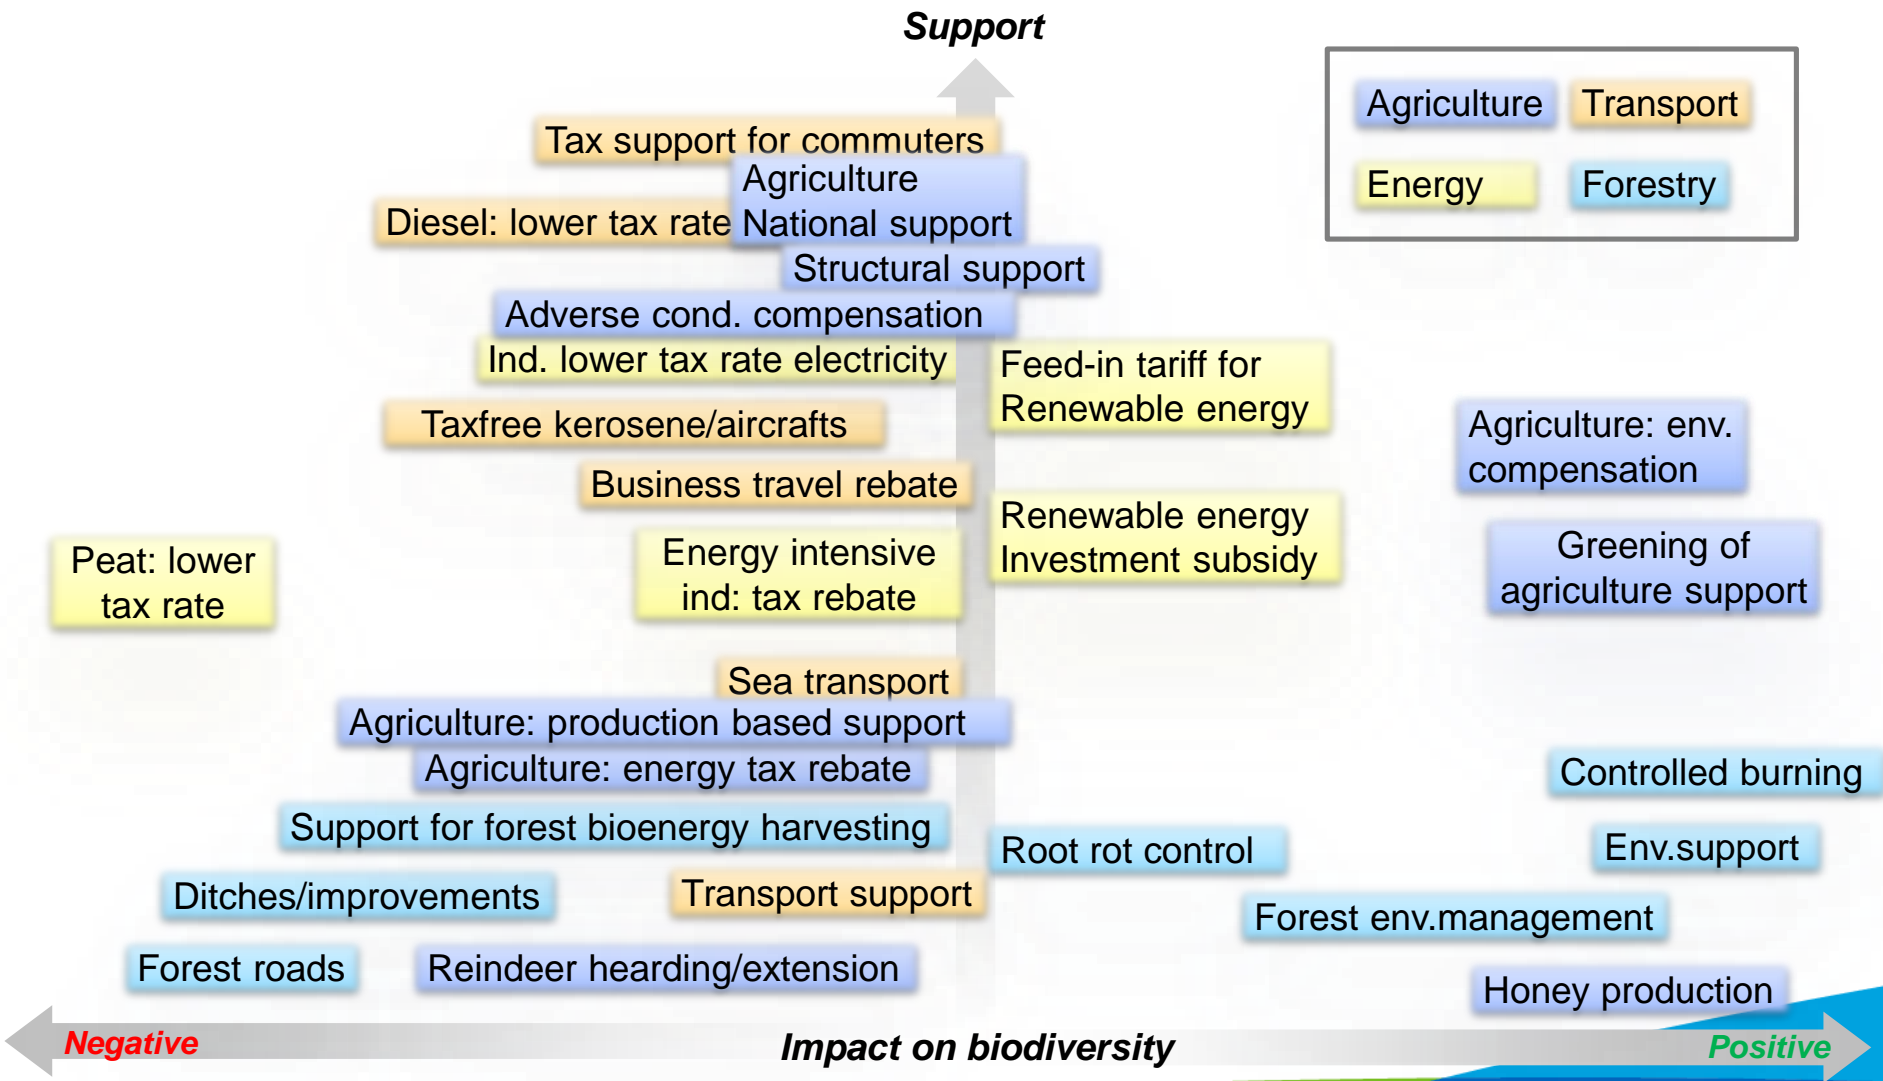 Support
Agriculture
Transport
Energy
Forestry
Tax support for commuters
Agriculture
National support
Diesel: lower tax rate
Structural support
Adverse cond. compensation
Ind. lower tax rate electricity
Feed-in tariff for
Renewable energy
Taxfree kerosene/aircrafts
Agriculture: env.
compensation
Business travel rebate
Renewable energy
Investment subsidy
Peat: lower
tax rate
Energy intensive
ind: tax rebate
Greening of
agriculture support
Sea transport
Agriculture: production based support
Agriculture: energy tax rebate
Controlled burning
Support for forest bioenergy harvesting
Root rot control
Env.support
Ditches/improvements
Transport support
Forest env.management
Forest roads
Reindeer hearding/extension
Honey production
Negative
Impact on biodiversity
Positive